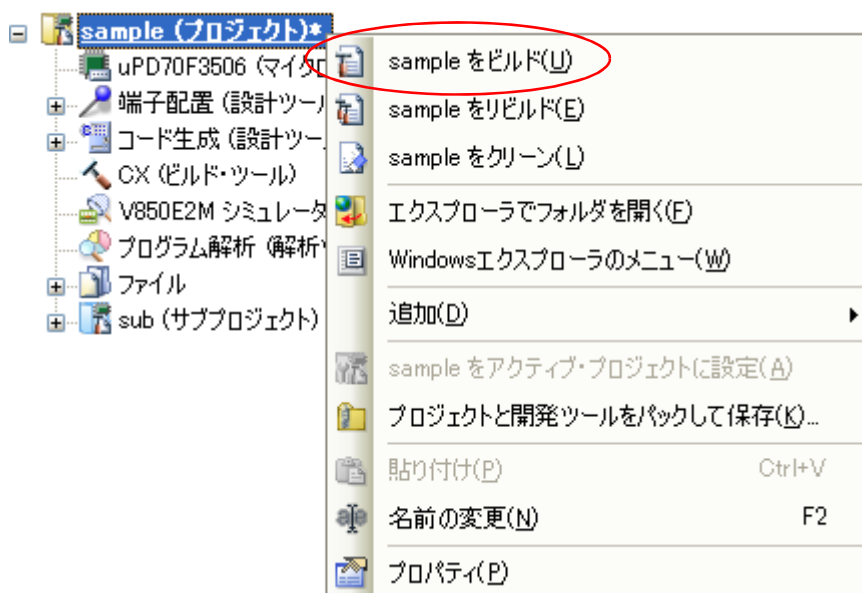 sample (プロジェクト)*
uPD70F3506 (マイクロ
端子配置 (設計ツール
コード生成 (設計ツー
CX (ビルド・ツール)
V850E2M シミュレータ
プログラム解析 (解析
ファイル
sub (サブプロジェクト)
sample をビルド(U)
sample をリビルド(E)
sample をクリーン(L)
エクスプローラでフォルダを開く(F)
Windowsエクスプローラのメニュー(W)
追加(D)
sample をアクティブ・プロジェクトに設定(A)
プロジェクトと開発ツールをパックして保存(K)...
貼り付け(P) Ctrl+V
名前の変更(N) F2
プロパティ(P)